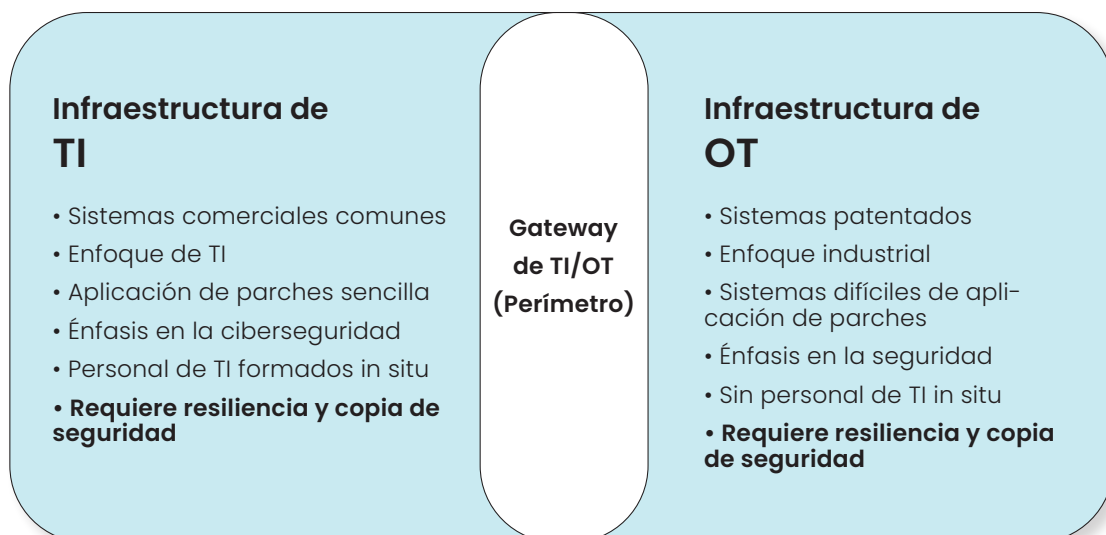 Infraestructura de
TI
• Sistemas comerciales comunes
• Enfoque de TI
• Aplicación de parches sencilla
• Énfasis en la ciberseguridad
• Personal de TI formados in situ
• Requiere resiliencia y copia de
seguridad
Gateway
de TI/OT
(Perímetro)
Infraestructura de
OT
• Sistemas patentados
• Enfoque industrial
• Sistemas difíciles de apli-
cación de parches
• Énfasis en la seguridad
• Sin personal de TI in situ
• Requiere resiliencia y copia
de seguridad